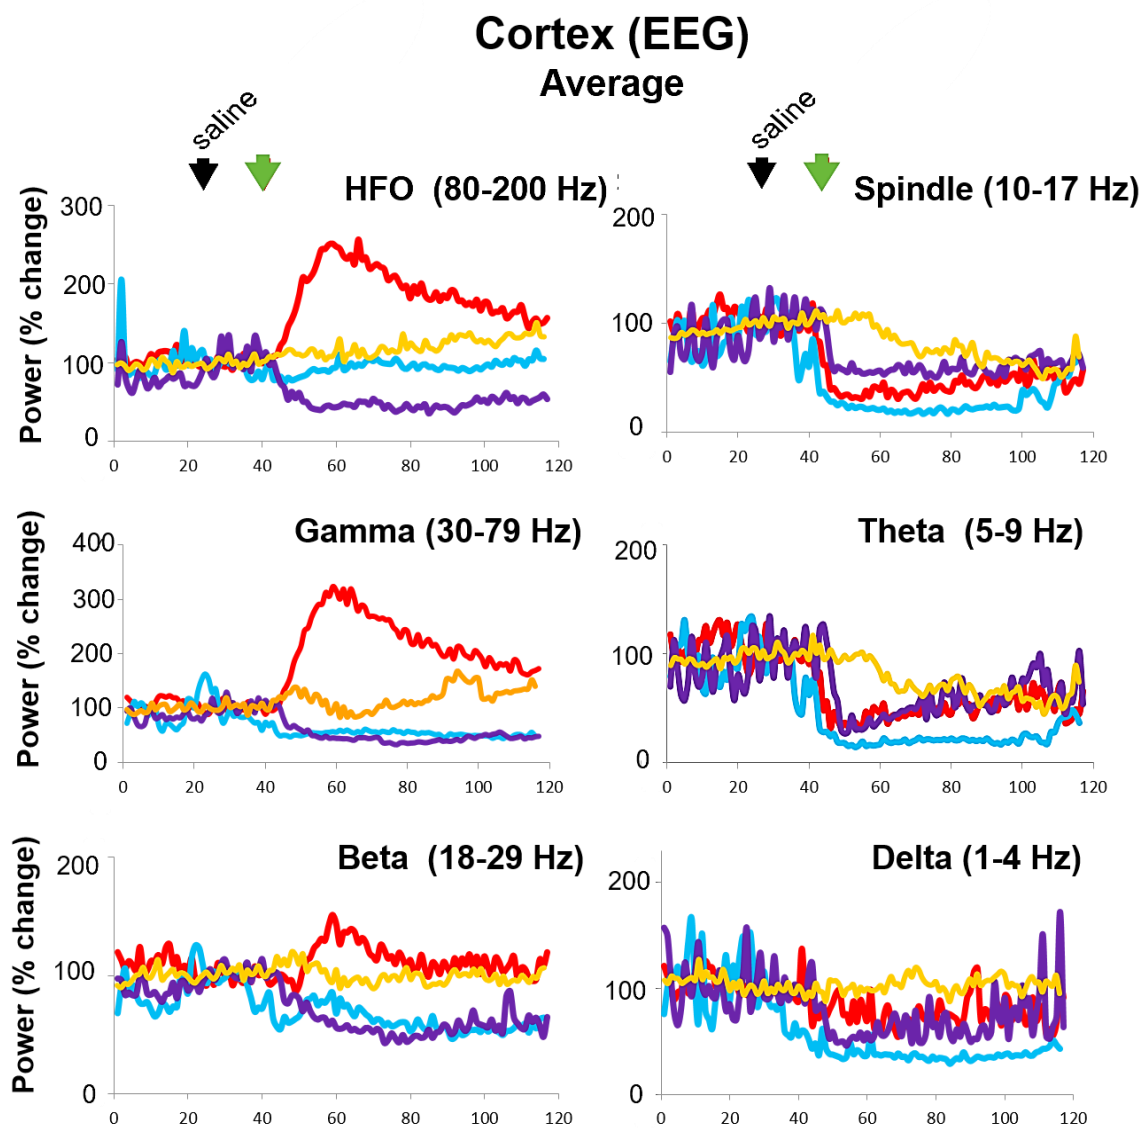 Cortex (EEG)
Average
saline
saline
HFO (80-200 Hz)
Spindle (10-17 Hz)
Power (% change)
300
200
100
0
0 20 40 60 80 100 120
200
100
0
0 20 40 60 80 100 120
Gamma (30-79 Hz)
Theta (5-9 Hz)
Power (% change)
400
300
200
100
0
0 20 40 60 80 100 120
200
100
0
0 20 40 60 80 100 120
Beta (18-29 Hz)
Delta (1-4 Hz)
Power (% change)
200
100
0
0 20 40 60 80 100 120
200
100
0
0 20 40 60 80 100 120